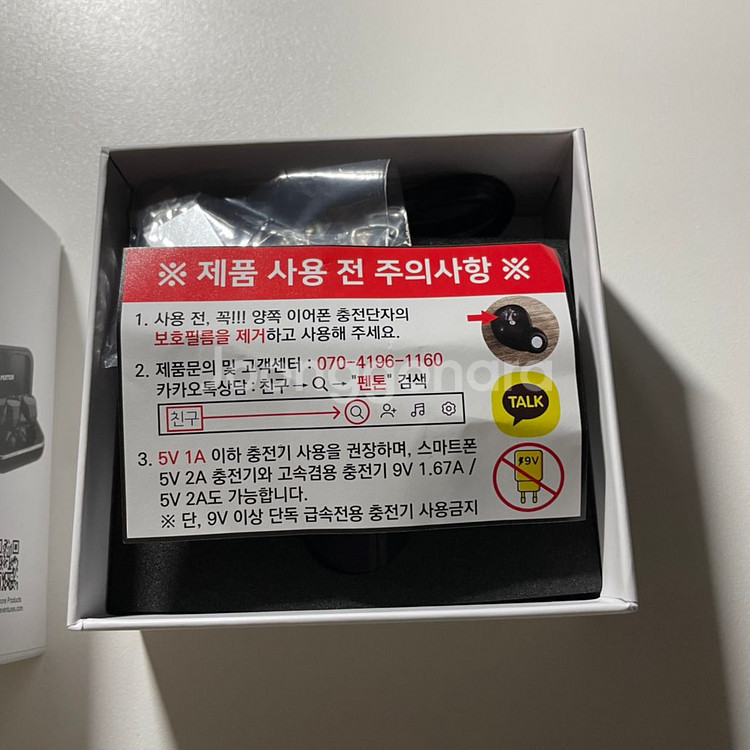 ※ 제품 사용 전 주의사항 ※
1. 사용 전, 꼭!!! 양쪽 이어폰 충전단자의
보호필름을 제거하고 사용해 주세요.
2. 제품문의 및 고객센터 : 070-4196-1160
카카오톡상담 : 친구 - "펜톤" 검색
친구
TALK
3. 5V 1A 이하 충전기 사용을 권장하며, 스마트폰
5V 2A 충전기와 고속겸용 충전기 9V 1.67A /
5V 2A도 가능합니다.
※ 단, 9V 이상 단독 급속전용 충전기 사용금지
9V
PENTON